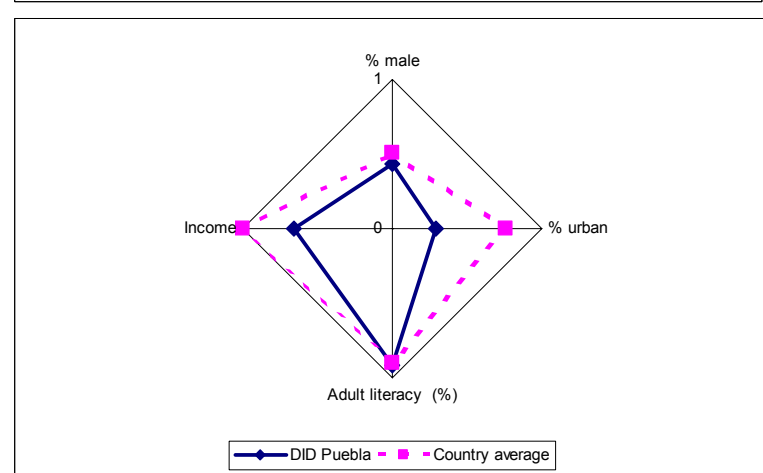 % male
1
Income
0
% urban
Adult literacy (%)
DID Puebla
Country average